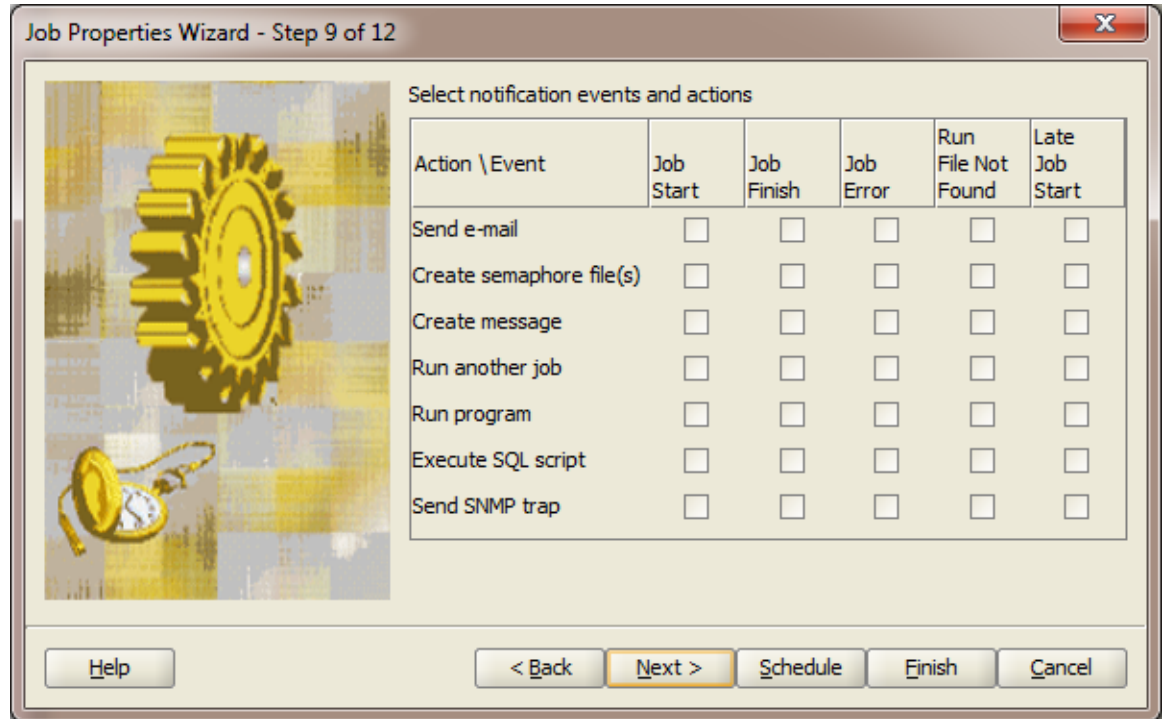 Job Properties Wizard - Step 9 of 12
Select notification events and actions
Action \ Event
Job
Start
Job
Finish
Job
Error
Run
File Not
Found
Late
Job
Start
Send e-mail
Create semaphore file(s)
Create message
Run another job
Run program
Execute SQL script
Send SNMP trap
Help
< Back
Next >
Schedule
Finish
Cancel